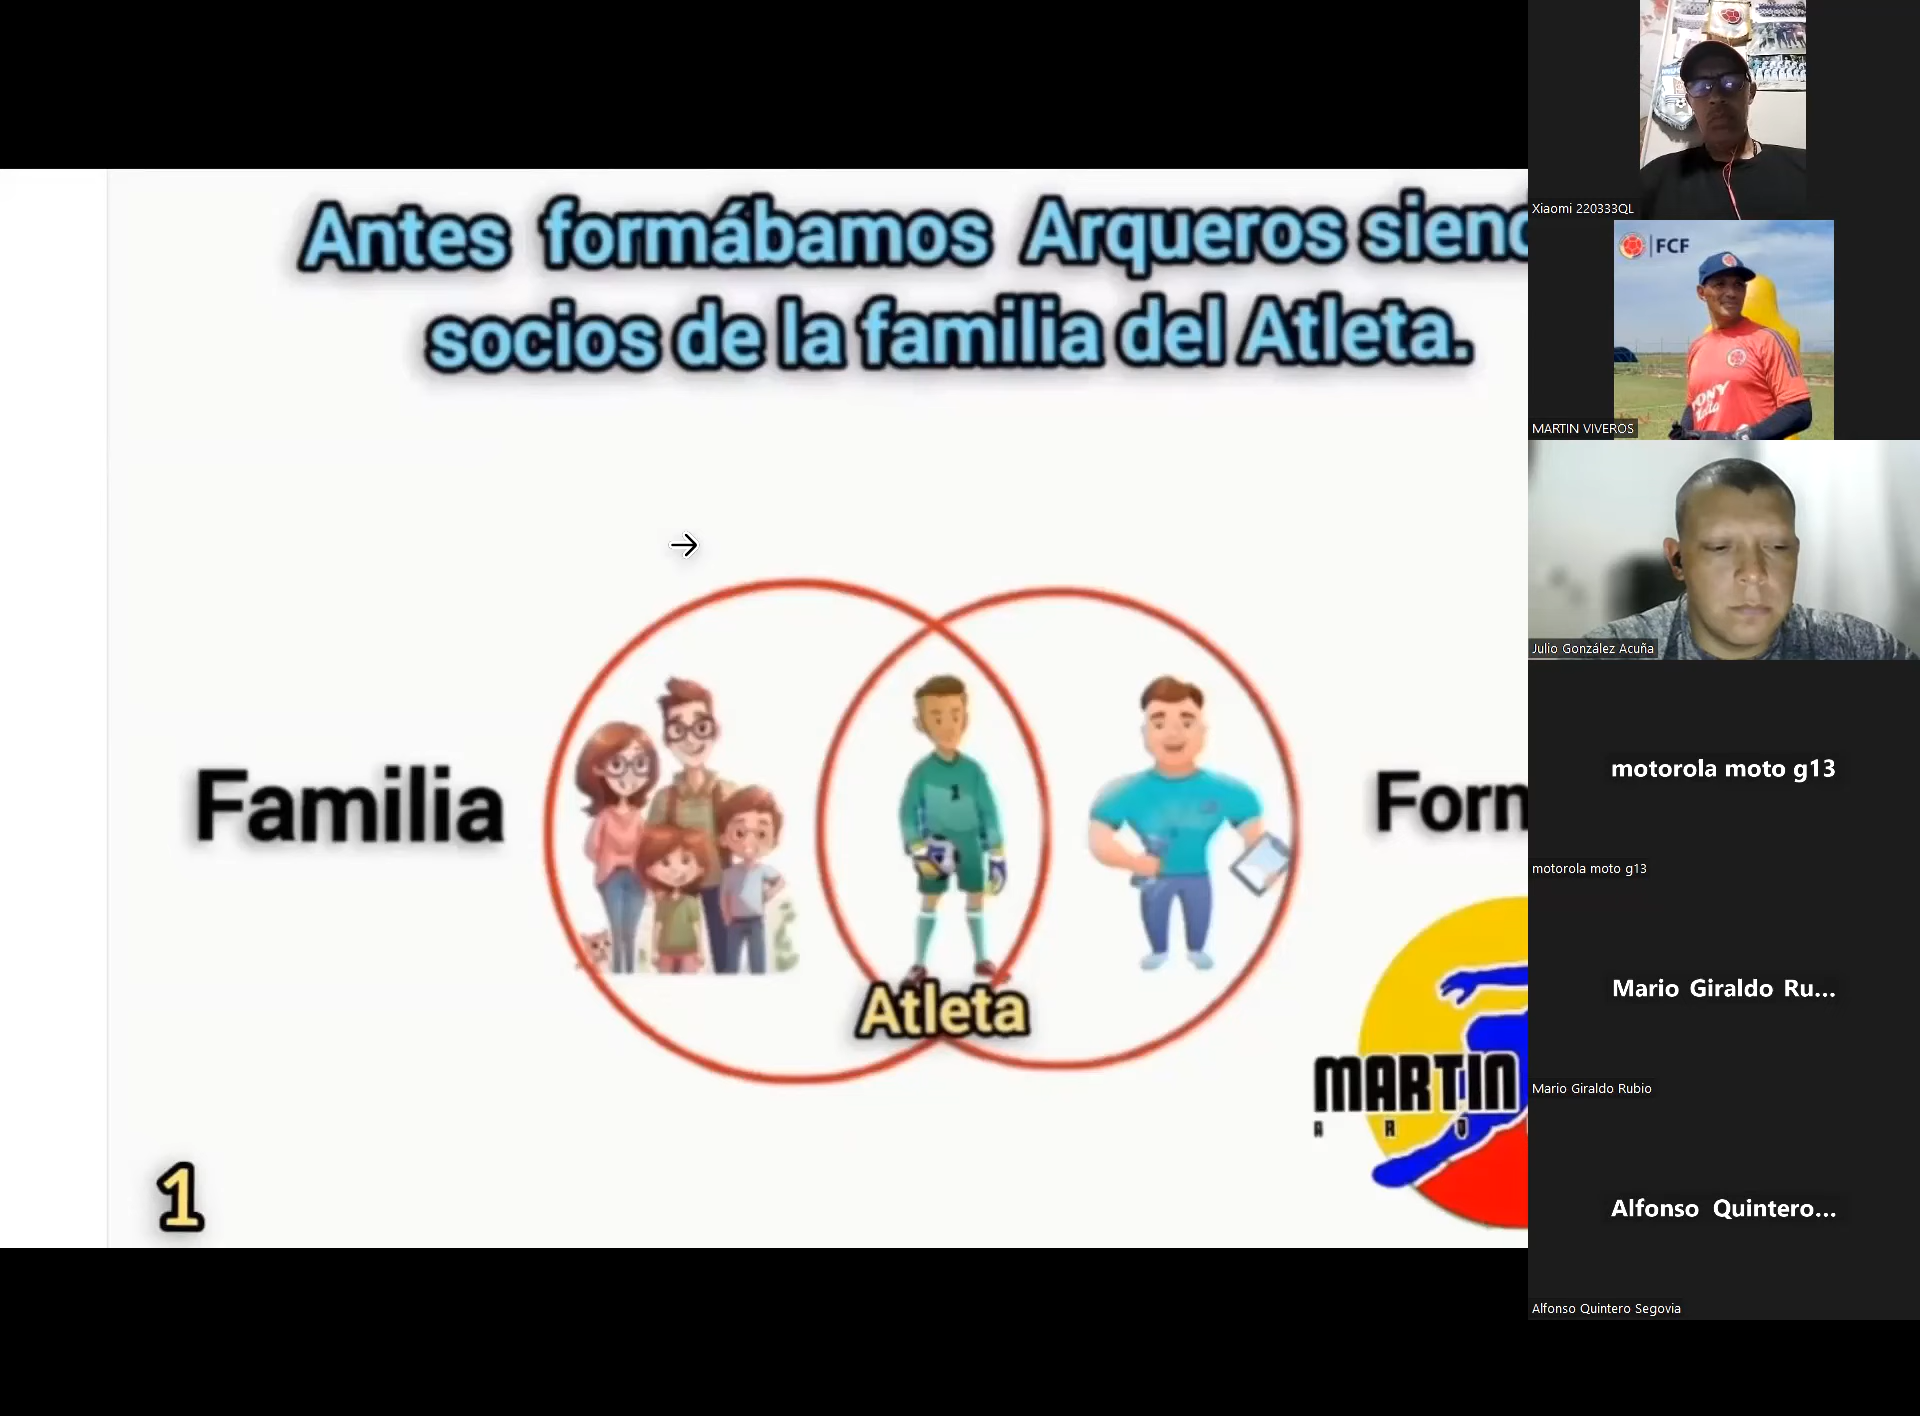 Antes formábamos Arqueros siend
socios de la familia del Atleta.
Familia
Form
1
Atleta
MARTIN
A R Q
1
Xiaomi 220333QL
FCF
MARTIN VIVEROS
Julio González Acuña
motorola moto g13
motorola moto g13
Mario Giraldo Ru...
Mario Giraldo Rubio
Alfonso Quintero...
Alfonso Quintero Segovia